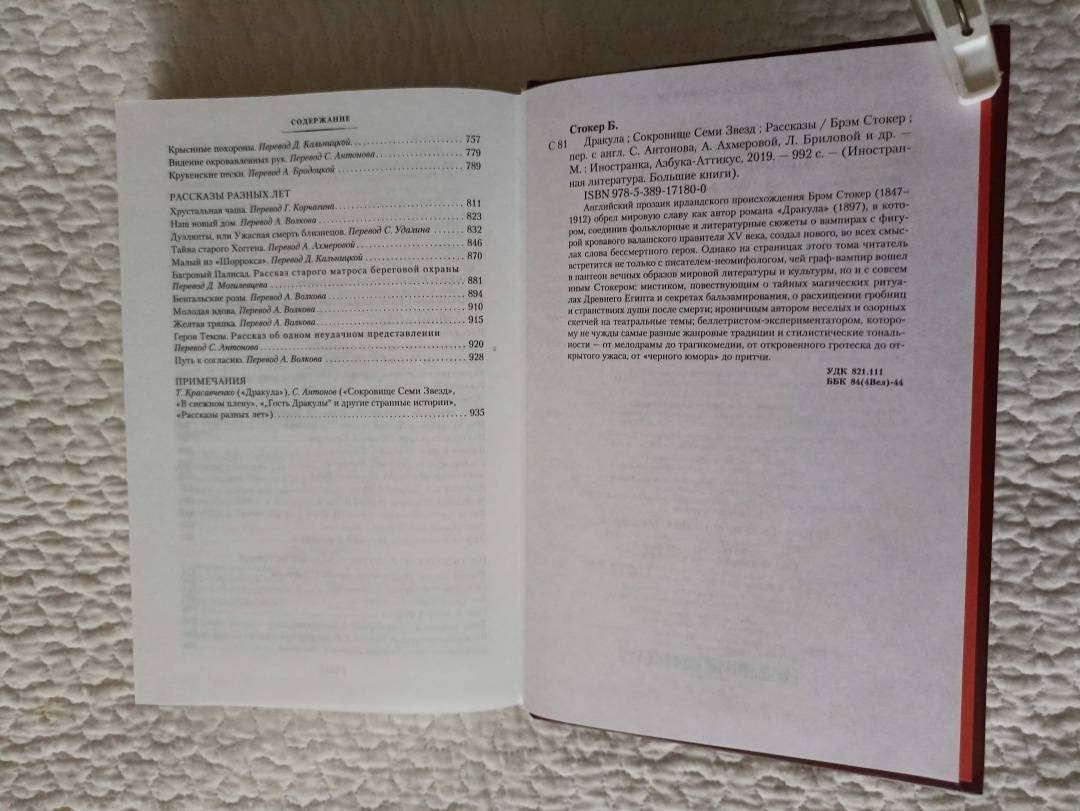 СОДЕРЖАНИЕ
Крысиные похороны. Перевод Д. Кальницкой. 757
Видение окровавленных рук. Перевод С. Антонова 779
Крукенские пески. Перевод А. Бродоцкой 789
РАССКАЗЫ РАЗНЫХ ЛЕТ
Хрустальная чаша. Перевод Г. Корчагина 811
Наш новый дом. Перевод А. Волкова 823
Дуэлянты, или Ужасная смерть близнецов. Перевод С. Удалина 832
Тайна старого Хоггена. Перевод А. Ахмеровой 846
Малый из «Шоррокса». Перевод Д. Кальницкой 870
Багровый Палисад. Рассказ старого матроса береговой охраны
Перевод Д. Могилевцева 881
Бенгальские розы. Перевод А. Волкова 894
Молодая вдова. Перевод А. Волкова 910
Желтая тряпка. Перевод А. Волкова 915
Герои Темзы. Рассказ об одном неудачном представлении
Перевод С. Антонова 920
Путь к согласию. Перевод А. Волкова 928
ПРИМЕЧАНИЯ
Т. Красавченко («Дракула»), С. Антонов («Сокровище Семи Звезд»,
«В снежном плену», «„Гость Дракулы" и другие странные истории»,
«Рассказы разных лет») 935
Стокер Б.
С 81 Дракула ; Сокровище Семи Звезд ; Рассказы / Брэм Стокер ;
пер. с англ. С. Антонова, А. Ахмеровой, Л. Бриловой и др. —
М. : Иностранка, Азбука-Аттикус, 2019. — 992 с. — (Иностран-
ная литература. Большие книги).
ISBN 978-5-389-17180-0
Английский прозаик ирландского происхождения Брэм Стокер (1847–
1912) обрел мировую славу как автор романа «Дракула» (1897), в кото-
ром, соединив фольклорные и литературные сюжеты о вампирах с фигу-
рой кровавого валашского правителя XV века, создал нового, во всех смыс-
лах слова бессмертного героя. Однако на страницах этого тома читатель
встретится не только с писателем-неомифологом, чей граф-вампир вошел
в пантеон вечных образов мировой литературы и культуры, но и с совсем
иным Стокером: мистиком, повествующим о тайных магических ритуа-
лах Древнего Египта и секретах бальзамирования, о расхищении гробниц
и странствиях души после смерти; ироничным автором веселых и озорных
скетчей на театральные темы; беллетристом-экспериментатором, которо-
му не чужды самые разные жанровые традиции и стилистические тональ-
ности — от мелодрамы до трагикомедии, от откровенного гротеска до от-
крытого ужаса, от «черного юмора» до притчи.
УДК 821.111
ББК 84(4Вел)-44